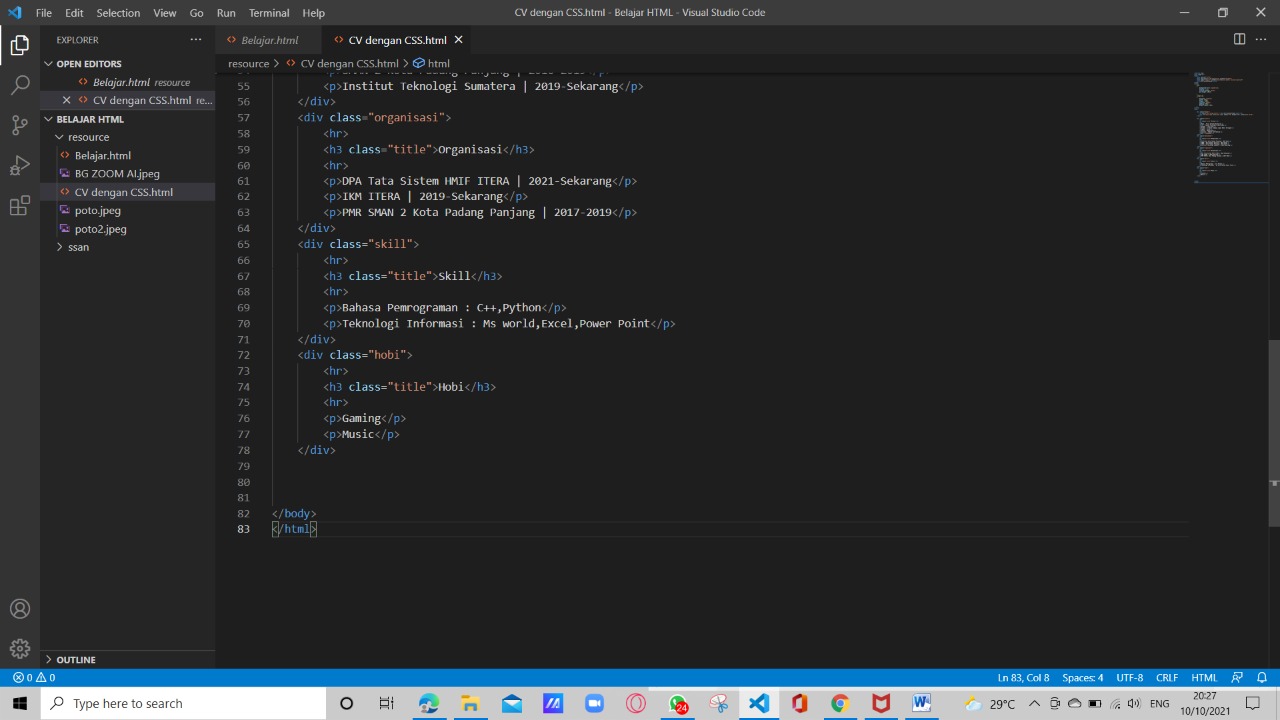 File Edit Selection View Go Run Terminal Help
CV dengan CSS.html - Belajar HTML - Visual Studio Code
EXPLORER
OPEN EDITORS
Belajar.html resource
CV dengan CSS.html re...
BELAJAR HTML
resource
Belajar.html
BG ZOOM AI.jpeg
CV dengan CSS.html
poto.jpeg
poto2.jpeg
ssan
OUTLINE
Belajar.html
CV dengan CSS.html
resource > CV dengan CSS.html > html
55 <p>Institut Teknologi Sumatera | 2019-Sekarang</p>
56 </div>
57 <div class="organisasi">
58 <hr>
59 <h3 class="title">Organisasi</h3>
60 <hr>
61 <p>DPA Tata Sistem HMIF ITERA | 2021-Sekarang</p>
62 <p>IKM ITERA | 2019-Sekarang</p>
63 <p>PMR SMAN 2 Kota Padang Panjang | 2017-2019</p>
64 </div>
65 <div class="skill">
66 <hr>
67 <h3 class="title">Skill</h3>
68 <hr>
69 <p>Bahasa Pemrograman : C++,Python</p>
70 <p>Teknologi Informasi : Ms world,Excel,Power Point</p>
71 </div>
72 <div class="hobi">
73 <hr>
74 <h3 class="title">Hobi</h3>
75 <hr>
76 <p>Gaming</p>
77 <p>Music</p>
78 </div>
79
80
81
82 </body>
83 </html>
0 0
Ln 83, Col 8 Spaces: 4 UTF-8 CRLF HTML
Type here to search
24
29°C ENG
20:27
10/10/2021